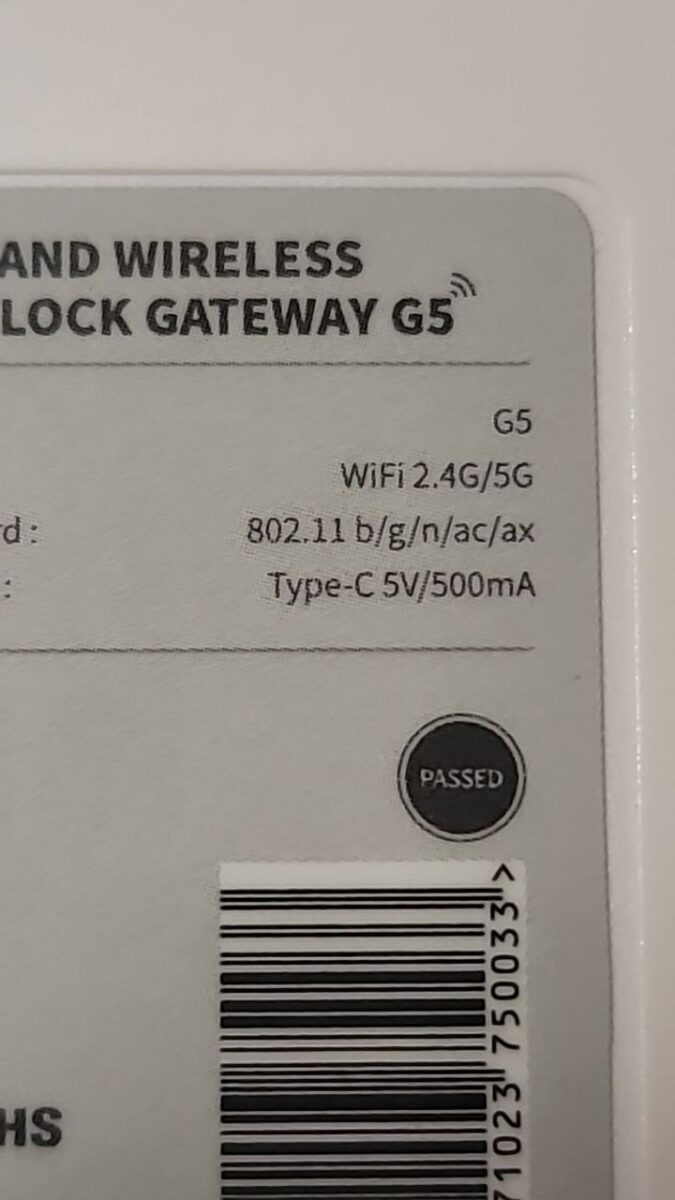 AND WIRELESS
LOCK GATEWAY G5
G5
WiFi 2.4G/5G
rd : 802.11 b/g/n/ac/ax
: Type-C 5V/500mA
PASSED
71023 750033 >
HS